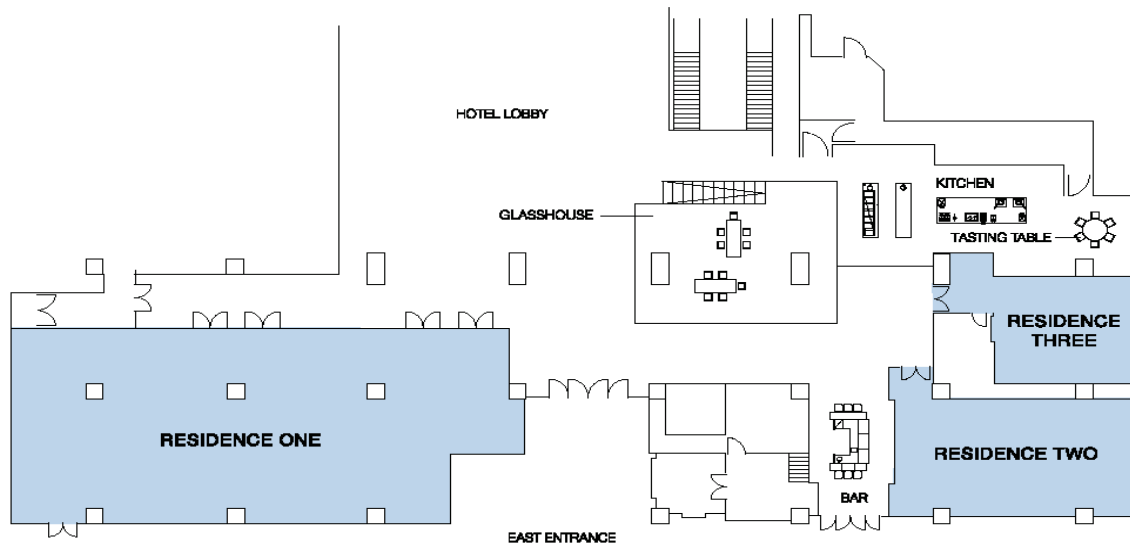 HOTEL LOBBY
KITCHEN
GLASSHOUSE
TASTING TABLE
RESIDENCE
THREE
RESIDENCE ONE
RESIDENCE TWO
BAR
EAST ENTRANCE